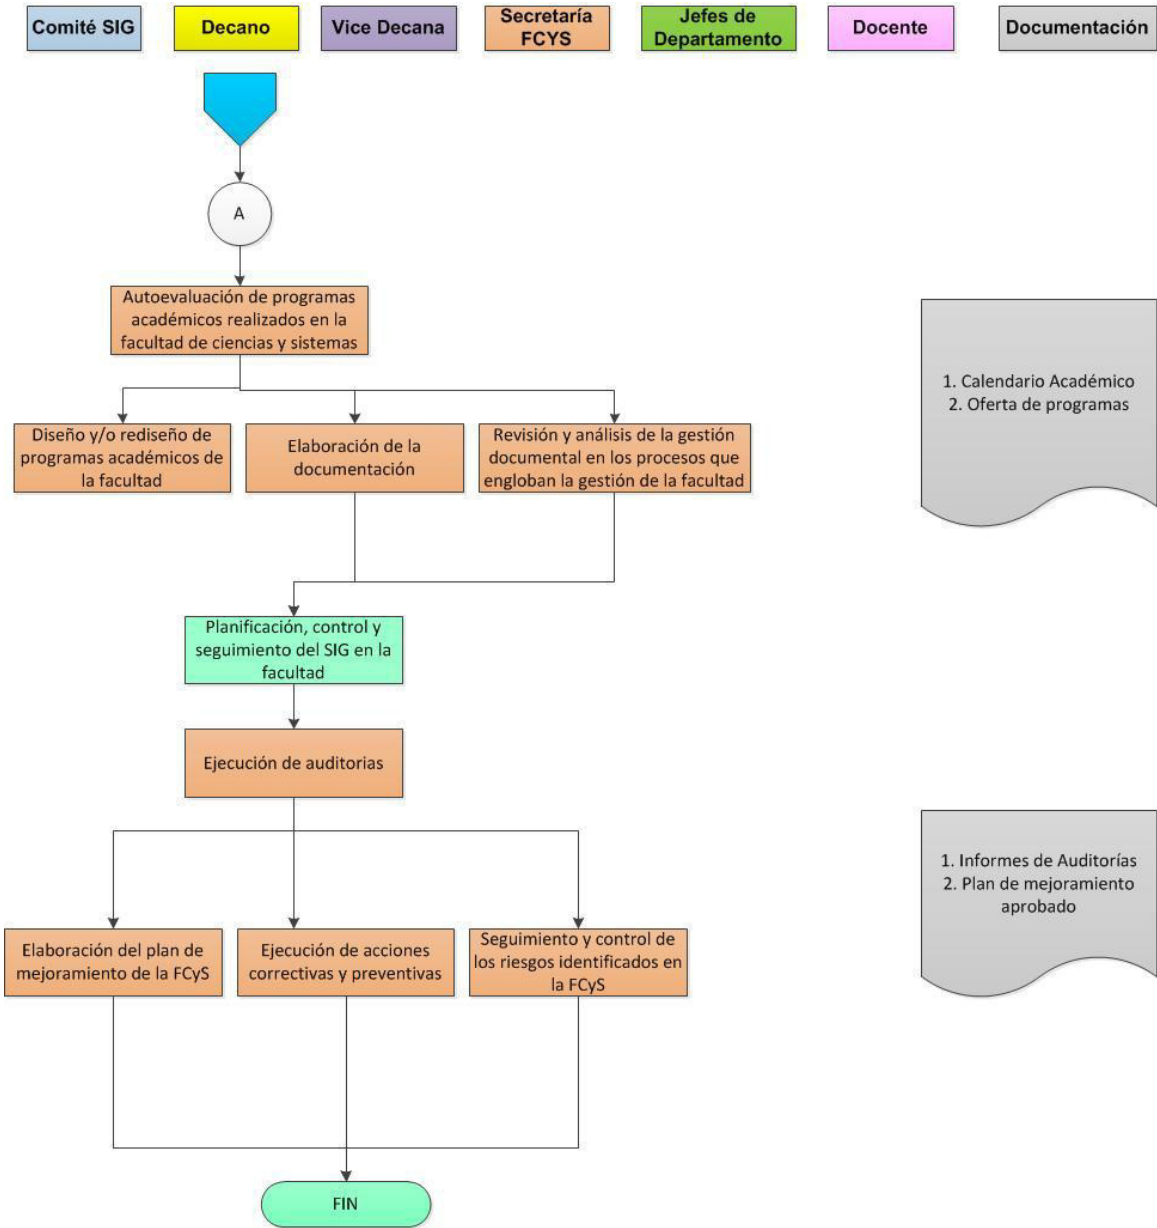 Comité SIG
Decano
Vice Decana
Secretaría
FCYS
Jefes de
Departamento
Docente
Documentación
A
Autoevaluación de programas
académicos realizados en la
facultad de ciencias y sistemas
1. Calendario Académico
2. Oferta de programas
Diseño y/o rediseño de
programas académicos de
la facultad
Elaboración de la
documentación
Revisión y análisis de la gestión
documental en los procesos que
engloban la gestión de la facultad
Planificación, control y
seguimiento del SIG en la
facultad
Ejecución de auditorias
1. Informes de Auditorías
2. Plan de mejoramiento
aprobado
Elaboración del plan de
mejoramiento de la FCyS
Ejecución de acciones
correctivas y preventivas
Seguimiento y control de
los riesgos identificados en
la FCyS
FIN